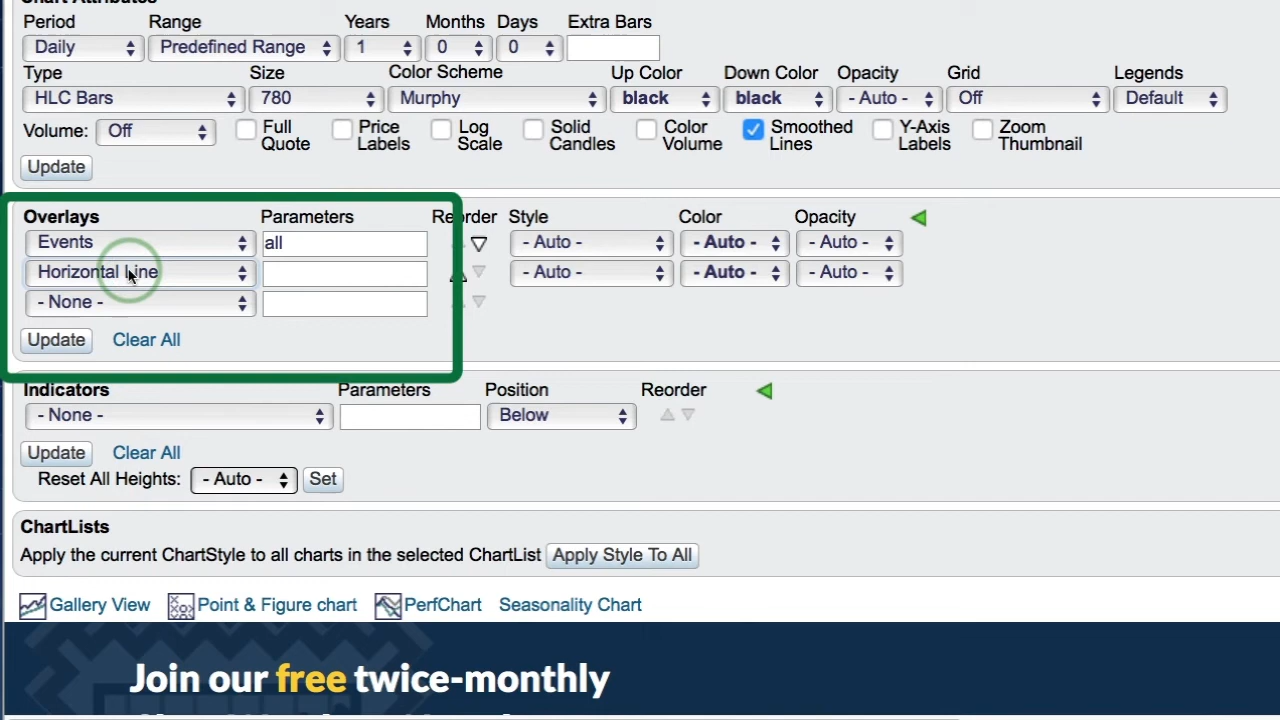 Chart Attributes
Period Range Years Months Days Extra Bars
Daily Predefined Range 1 0 0
Type Size Color Scheme Up Color Down Color Opacity Grid Legends
HLC Bars 780 Murphy black black - Auto - Off Default
Volume: Off Full Quote Price Labels Log Scale Solid Candles Color Volume Smoothed Lines Y-Axis Labels Zoom Thumbnail
Update
Overlays Parameters Reorder Style Color Opacity
Events all - Auto - - Auto - - Auto -
Horizontal Line - Auto - - Auto - - Auto -
- None -
Update Clear All
Indicators Parameters Position Reorder
- None - Below
Update Clear All
Reset All Heights: - Auto - Set
ChartLists
Apply the current ChartStyle to all charts in the selected ChartList Apply Style To All
Gallery View Point & Figure chart PerfChart Seasonality Chart
Join our free twice-monthly